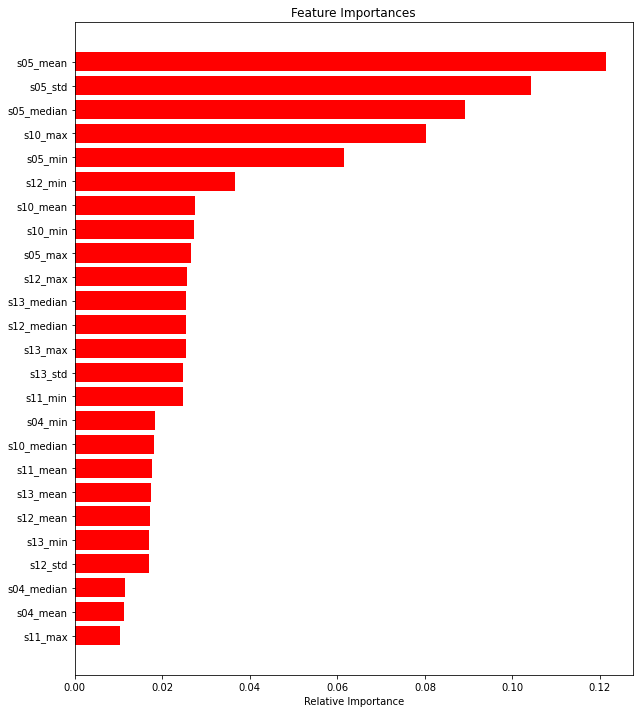 Feature Importances
s05_mean
s05_std
s05_median
s10_max
s05_min
s12_min
s10_mean
s10_min
s05_max
s12_max
s13_median
s12_median
s13_max
s13_std
s11_min
s04_min
s10_median
s11_mean
s13_mean
s12_mean
s13_min
s12_std
s04_median
s04_mean
s11_max
0.00 0.02 0.04 0.06 0.08 0.10 0.12
Relative Importance